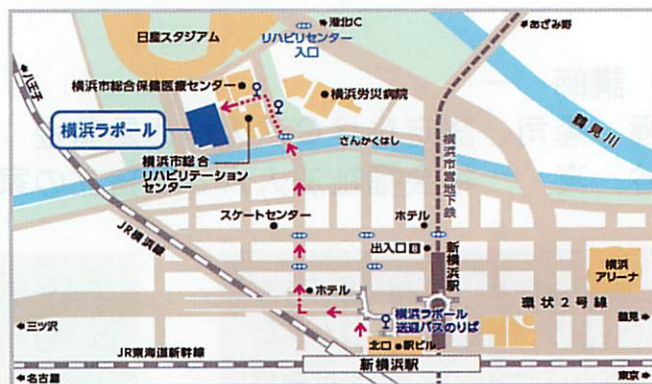 港北IC
あざみ野
日産スタジアム
リハビリセンター
入口
八王子
横浜市総合保健医療センター
横浜労災病院
鶴見川
横浜ラポール
さんかくはし
横浜市営地下鉄
横浜市総合
リハビリテーション
センター
JR横浜線
スケートセンター
ホテル
出入口8
新横浜駅
横浜
アリーナ
ホテル
横浜ラポール
送迎バスのりば
環状2号線
三ツ沢
鶴見
北口
駅ビル
JR東海道新幹線
新横浜駅
名古屋
東京